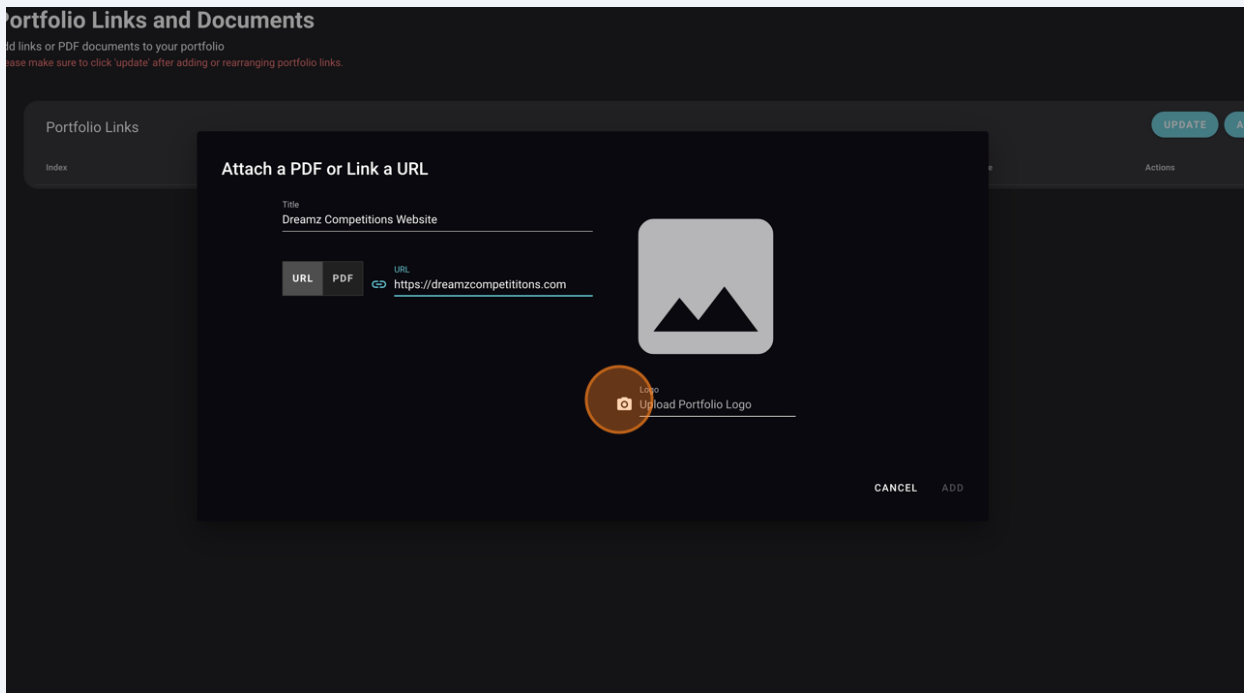 Portfolio Links and Documents
links or PDF documents to your portfolio
make sure to click 'update' after adding or rearranging portfolio links.
Portfolio Links
UPDATE
Index
Actions
Attach a PDF or Link a URL
Title
Dreamz Competitions Website
URL
PDF
URL
https://dreamzcompetititons.com
Logo
Upload Portfolio Logo
CANCEL
ADD